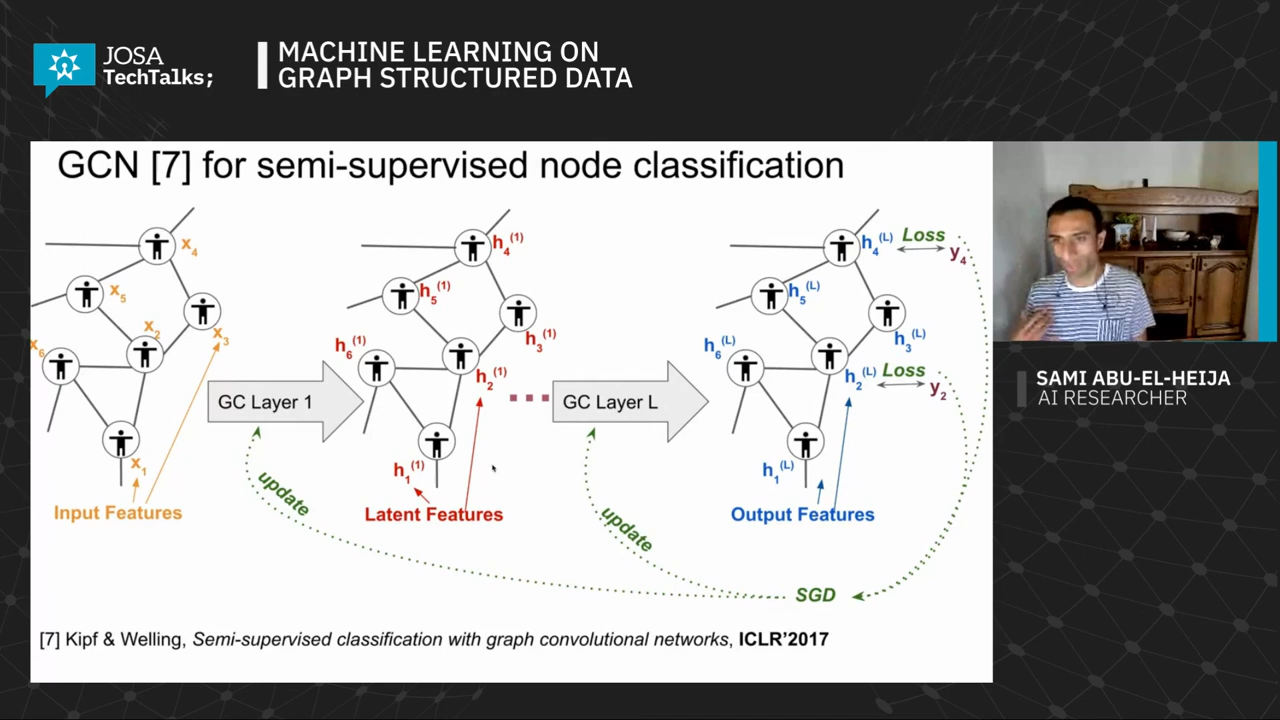 JOSA
TechTalks;
MACHINE LEARNING ON
GRAPH STRUCTURED DATA
GCN [7] for semi-supervised node classification
x4
x5
x2
x3
x6
x1
Input Features
GC Layer 1
update
h4(1)
h5(1)
h3(1)
h6(1)
h2(1)
h1(1)
Latent Features
GC Layer L
update
h4(L)
Loss
y4
h5(L)
h3(L)
h6(L)
h2(L)
Loss
y2
h1(L)
Output Features
SGD
[7] Kipf & Welling, Semi-supervised classification with graph convolutional networks, ICLR'2017
SAMI ABU-EL-HEIJA
AI RESEARCHER